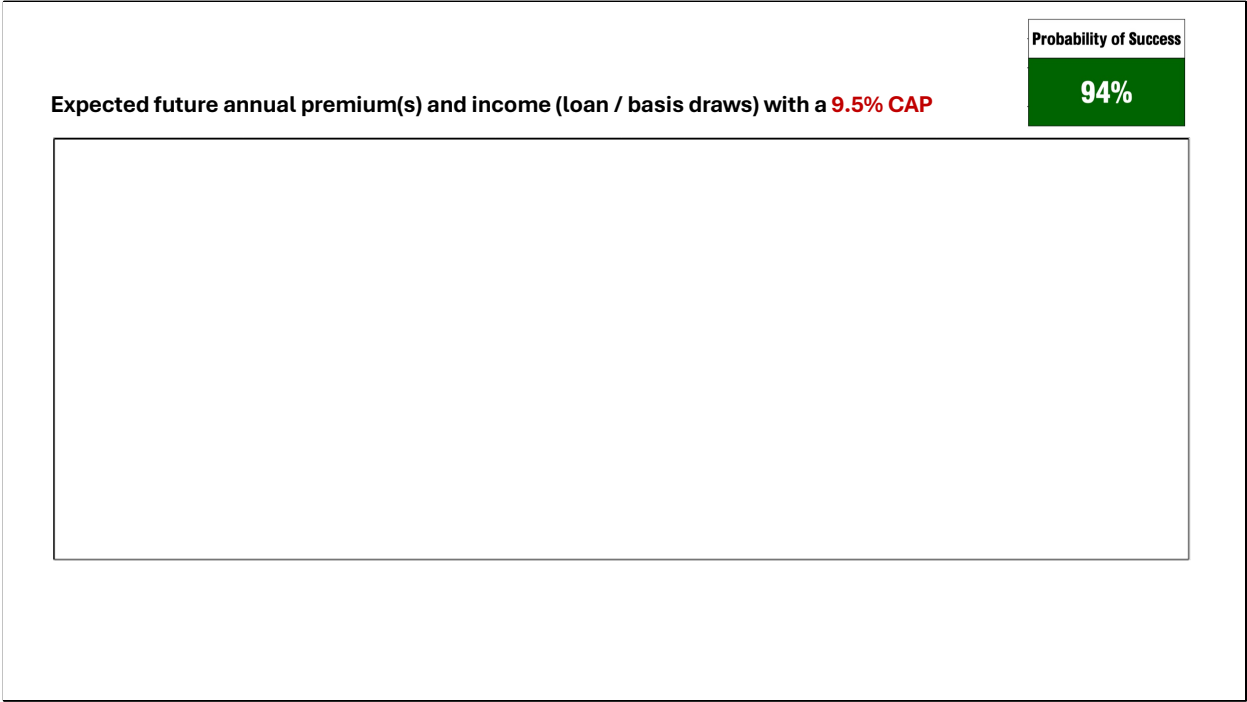 Probability of Success
94%
Expected future annual premium(s) and income (loan / basis draws) with a 9.5% CAP